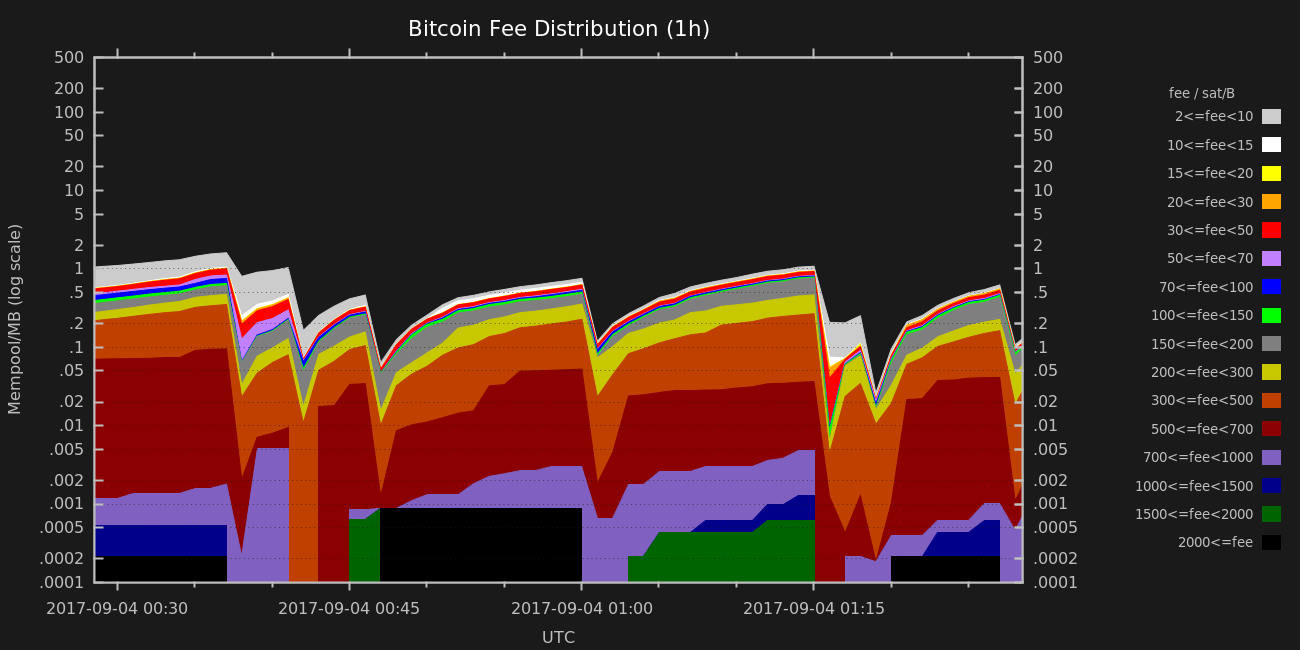 Bitcoin Fee Distribution (1h)
500 500
200 200
100 100
50 50
20 20
10 10
5 5
2 2
1 1
.5 .5
.2 .2
.1 .1
.05 .05
.02 .02
.01 .01
.005 .005
.002 .002
.001 .001
.0005 .0005
.0002 .0002
.0001 .0001
Mempool/MB (log scale)
2017-09-04 00:30 2017-09-04 00:45 2017-09-04 01:00 2017-09-04 01:15
UTC
fee / sat/B
2<=fee<10
10<=fee<15
15<=fee<20
20<=fee<30
30<=fee<50
50<=fee<70
70<=fee<100
100<=fee<150
150<=fee<200
200<=fee<300
300<=fee<500
500<=fee<700
700<=fee<1000
1000<=fee<1500
1500<=fee<2000
2000<=fee